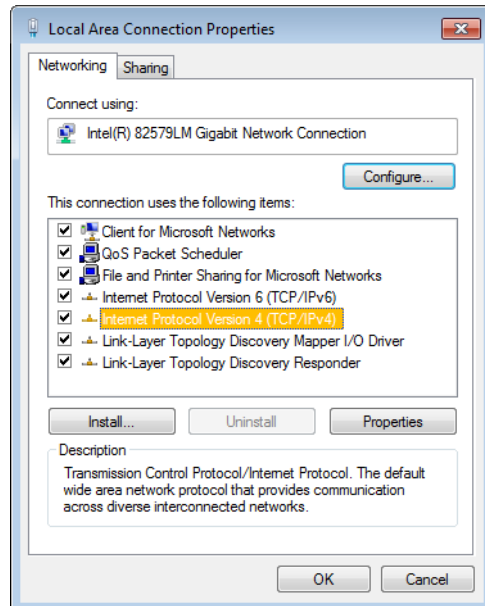 Local Area Connection Properties
Networking
Sharing
Connect using:
Intel(R) 82579LM Gigabit Network Connection
Configure...
This connection uses the following items:
Client for Microsoft Networks
QoS Packet Scheduler
File and Printer Sharing for Microsoft Networks
Internet Protocol Version 6 (TCP/IPv6)
Internet Protocol Version 4 (TCP/IPv4)
Link-Layer Topology Discovery Mapper I/O Driver
Link-Layer Topology Discovery Responder
Install...
Uninstall
Properties
Description
Transmission Control Protocol/Internet Protocol. The default
wide area network protocol that provides communication
across diverse interconnected networks.
OK
Cancel